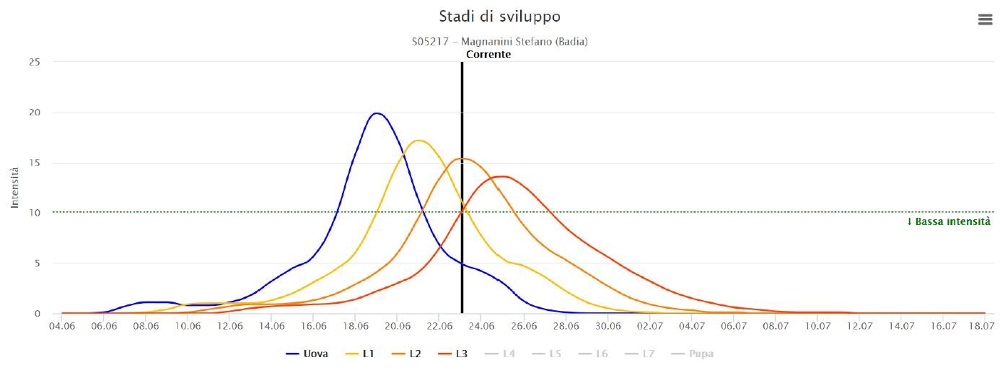 Stadi di sviluppo
S05217 – Magnanini Stefano (Badia)
Corrente
25
20
15
10
5
0
Intensità
↓ Bassa intensità
04.06 06.06 08.06 10.06 12.06 14.06 16.06 18.06 20.06 22.06 24.06 26.06 28.06 30.06 02.07 04.07 06.07 08.07 10.07 12.07 14.07 16.07 18.07
Uova L1 L2 L3 L4 L5 L6 L7 Pupa